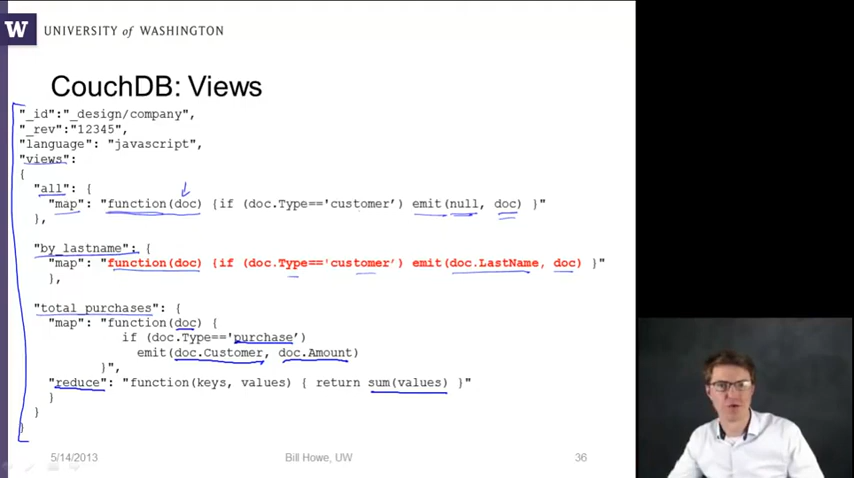 W UNIVERSITY of WASHINGTON
CouchDB: Views
"_id":"_design/company",
"_rev":"12345",
"language": "javascript",
"views":
{
"all": {
"map": "function(doc) {if (doc.Type=='customer') emit(null, doc) }"
},
"by_lastname": {
"map": "function(doc) {if (doc.Type=='customer') emit(doc.LastName, doc) }"
},
"total_purchases": {
"map": "function(doc) {
if (doc.Type=='purchase')
emit(doc.Customer, doc.Amount)
}",
"reduce": "function(keys, values) { return sum(values) }"
}
}
}
5/14/2013 Bill Howe, UW 36